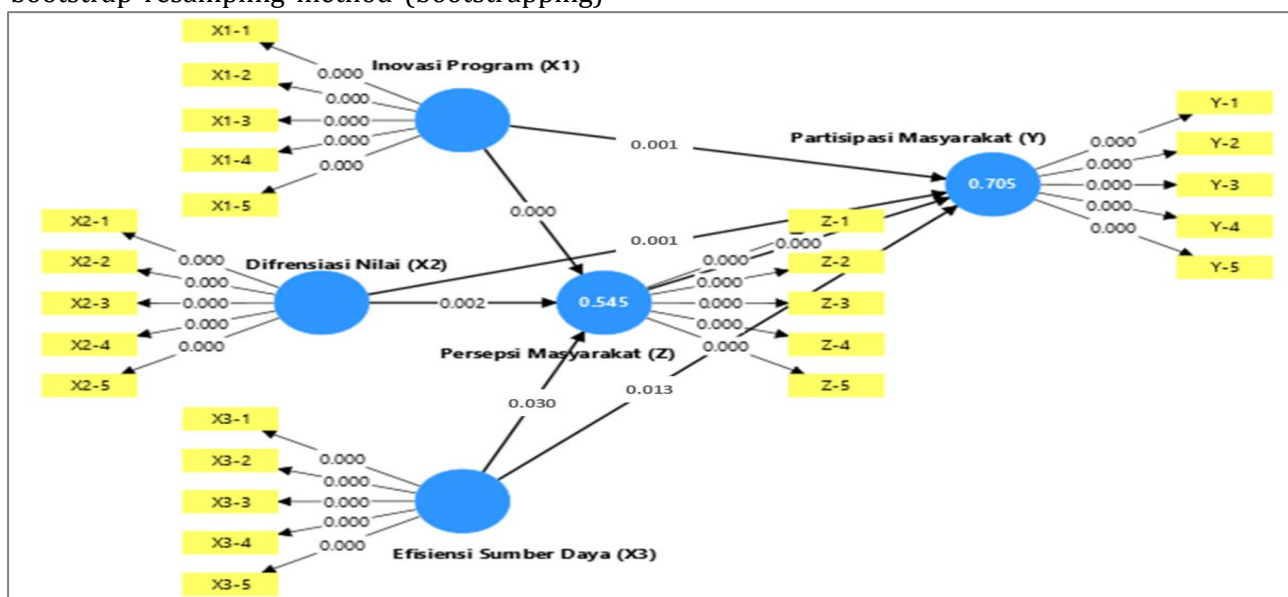 bootstrap resampling method (bootstrapping)
X1-1
X1-2
X1-3
X1-4
X1-5
0.000
0.000
0.000
0.000
0.000
Inovasi Program (X1)
0.001
0.000
Partisipasi Masyarakat (Y)
0.705
0.000
0.000
0.000
0.000
0.000
Y-1
Y-2
Y-3
Y-4
Y-5
X2-1
X2-2
X2-3
X2-4
X2-5
0.000
0.000
0.000
0.000
0.000
Difrensiasi Nilai (X2)
0.001
0.002
0.545
Persepsi Masyarakat (Z)
0.000
0.000
0.000
0.000
0.000
0.000
Z-1
Z-2
Z-3
Z-4
Z-5
0.030
0.013
X3-1
X3-2
X3-3
X3-4
X3-5
0.000
0.000
0.000
0.000
0.000
Efisiensi Sumber Daya (X3)